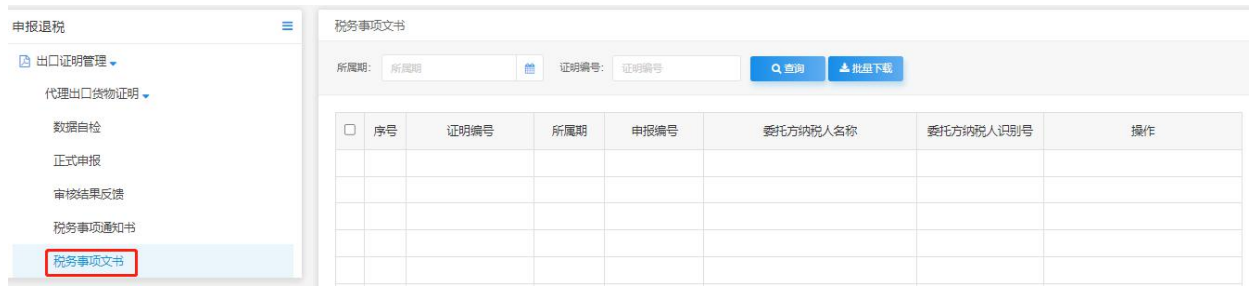 申报退税
出口证明管理
代理出口货物证明
数据自检
正式申报
审核结果反馈
税务事项通知书
税务事项文书
税务事项文书
所属期: 所属期 证明编号: 证明编号 查询 批量下载
序号 证明编号 所属期 申报编号 委托方纳税人名称 委托方纳税人识别号 操作